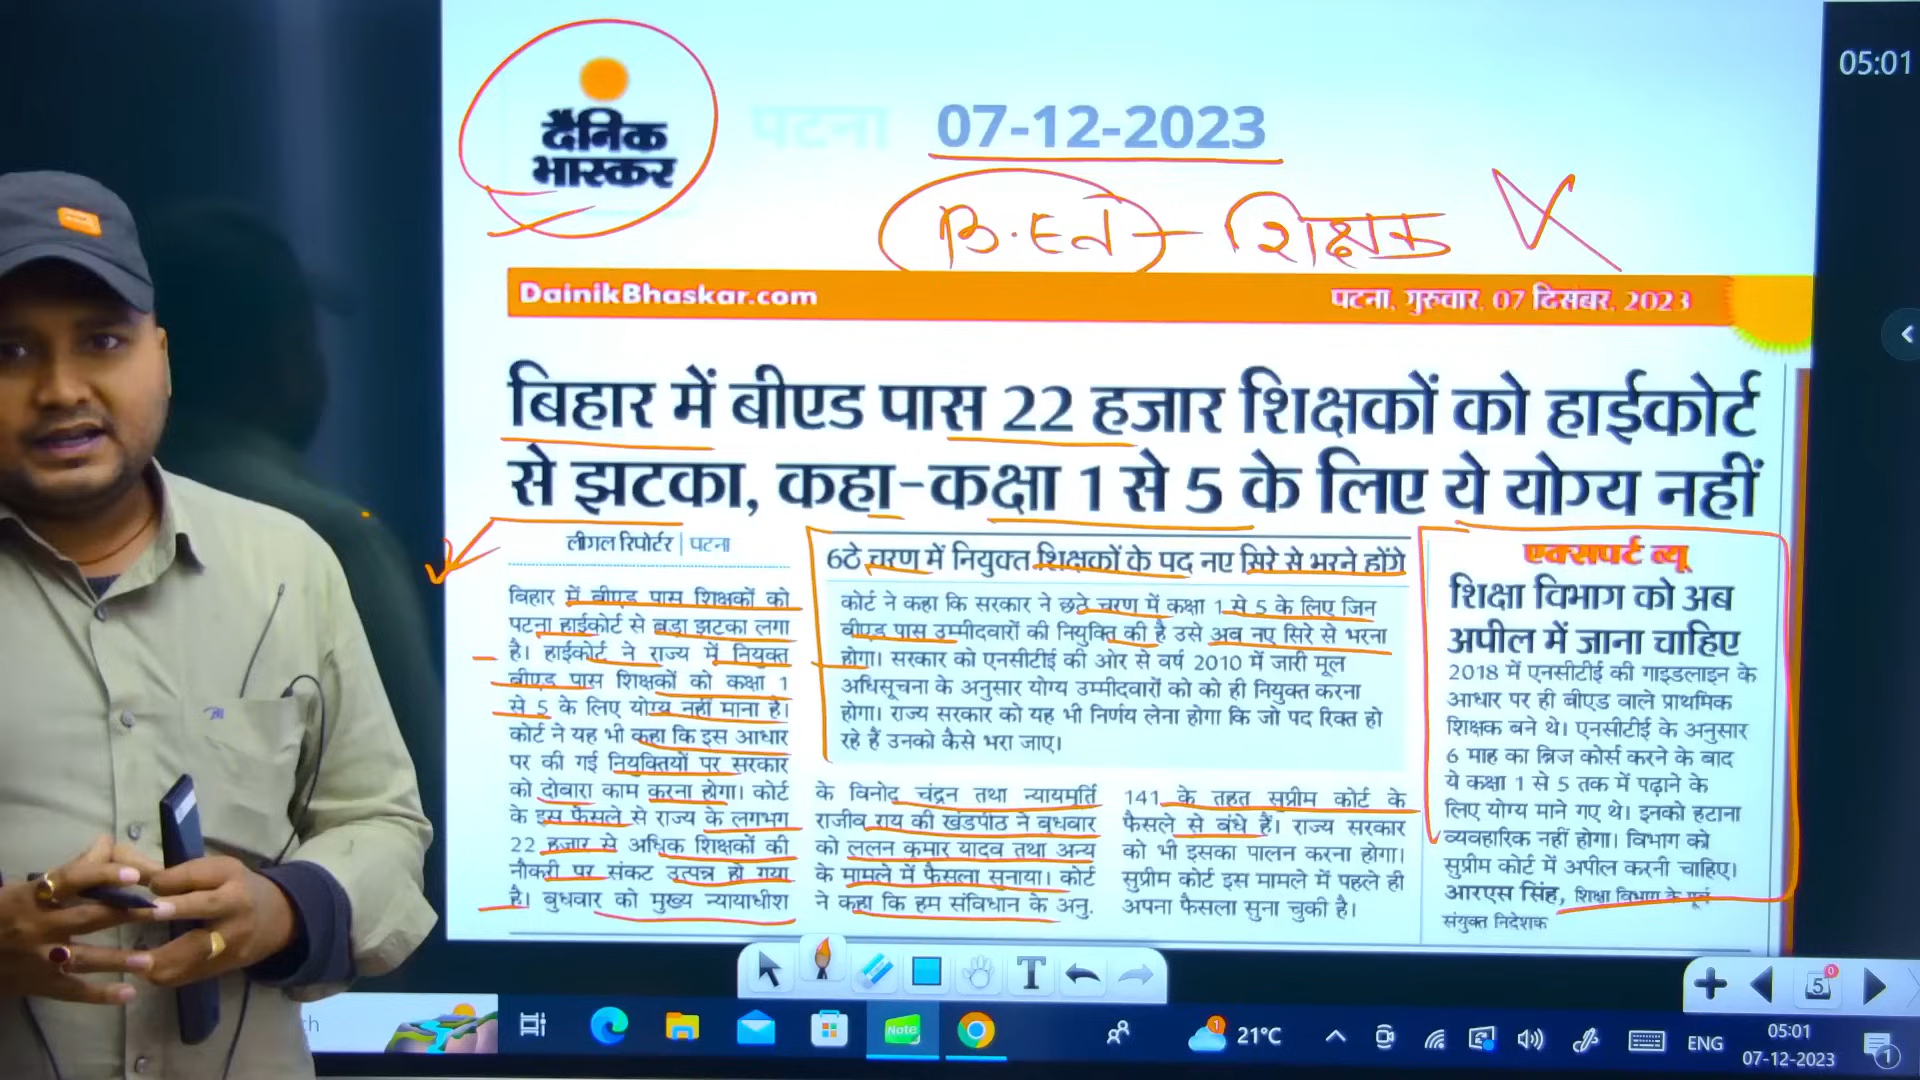 05:01
दैनिक
भास्कर
पटना
07-12-2023
B.Ed - शिक्षक
DainikBhaskar.com
पटना, गुरुवार, 07 दिसंबर, 2023
बिहार में बीएड पास 22 हजार शिक्षकों को हाईकोर्ट
से झटका, कहा-कक्षा 1 से 5 के लिए ये योग्य नहीं
लीगल रिपोर्टर | पटना
बिहार में बीएड पास शिक्षकों को
पटना हाईकोर्ट से बड़ा झटका लगा
है। हाईकोर्ट ने राज्य में नियुक्त
बीएड पास शिक्षकों को कक्षा 1
से 5 के लिए योग्य नहीं माना है।
कोर्ट ने यह भी कहा कि इस आधार
पर की गई नियुक्तियों पर सरकार
को दोबारा काम करना होगा। कोर्ट
के इस फैसले से राज्य के लगभग
22 हजार से अधिक शिक्षकों की
नौकरी पर संकट उत्पन्न हो गया
है। बुधवार को मुख्य न्यायाधीश
6ठे चरण में नियुक्त शिक्षकों के पद नए सिरे से भरने होंगे
कोर्ट ने कहा कि सरकार ने छठे चरण में कक्षा 1 से 5 के लिए जिन
बीएड पास उम्मीदवारों की नियुक्ति की है उसे अब नए सिरे से भरना
होगा। सरकार को एनसीटीई की ओर से वर्ष 2010 में जारी मूल
अधिसूचना के अनुसार योग्य उम्मीदवारों को को ही नियुक्त करना
होगा। राज्य सरकार को यह भी निर्णय लेना होगा कि जो पद रिक्त हो
रहे हैं उनको कैसे भरा जाए।
के विनोद चंद्रन तथा न्यायमूर्ति
राजीव राय की खंडपीठ ने बुधवार
को ललन कुमार यादव तथा अन्य
के मामले में फैसला सुनाया। कोर्ट
ने कहा कि हम संविधान के अनु.
141 के तहत सुप्रीम कोर्ट के
फैसले से बंधे हैं। राज्य सरकार
को भी इसका पालन करना होगा।
सुप्रीम कोर्ट इस मामले में पहले ही
अपना फैसला सुना चुकी है।
एक्सपर्ट व्यू
शिक्षा विभाग को अब
अपील में जाना चाहिए
2018 में एनसीटीई की गाइडलाइन के
आधार पर ही बीएड वाले प्राथमिक
शिक्षक बने थे। एनसीटीई के अनुसार
6 माह का ब्रिज कोर्स करने के बाद
ये कक्षा 1 से 5 तक में पढ़ाने के
लिए योग्य माने गए थे। इनको हटाना
व्यवहारिक नहीं होगा। विभाग को
सुप्रीम कोर्ट में अपील करनी चाहिए।
आरएस सिंह, शिक्षा विभाग के पूर्व
संयुक्त निदेशक
T
5
0
Note
1
21°C
ENG
05:01
07-12-2023
1